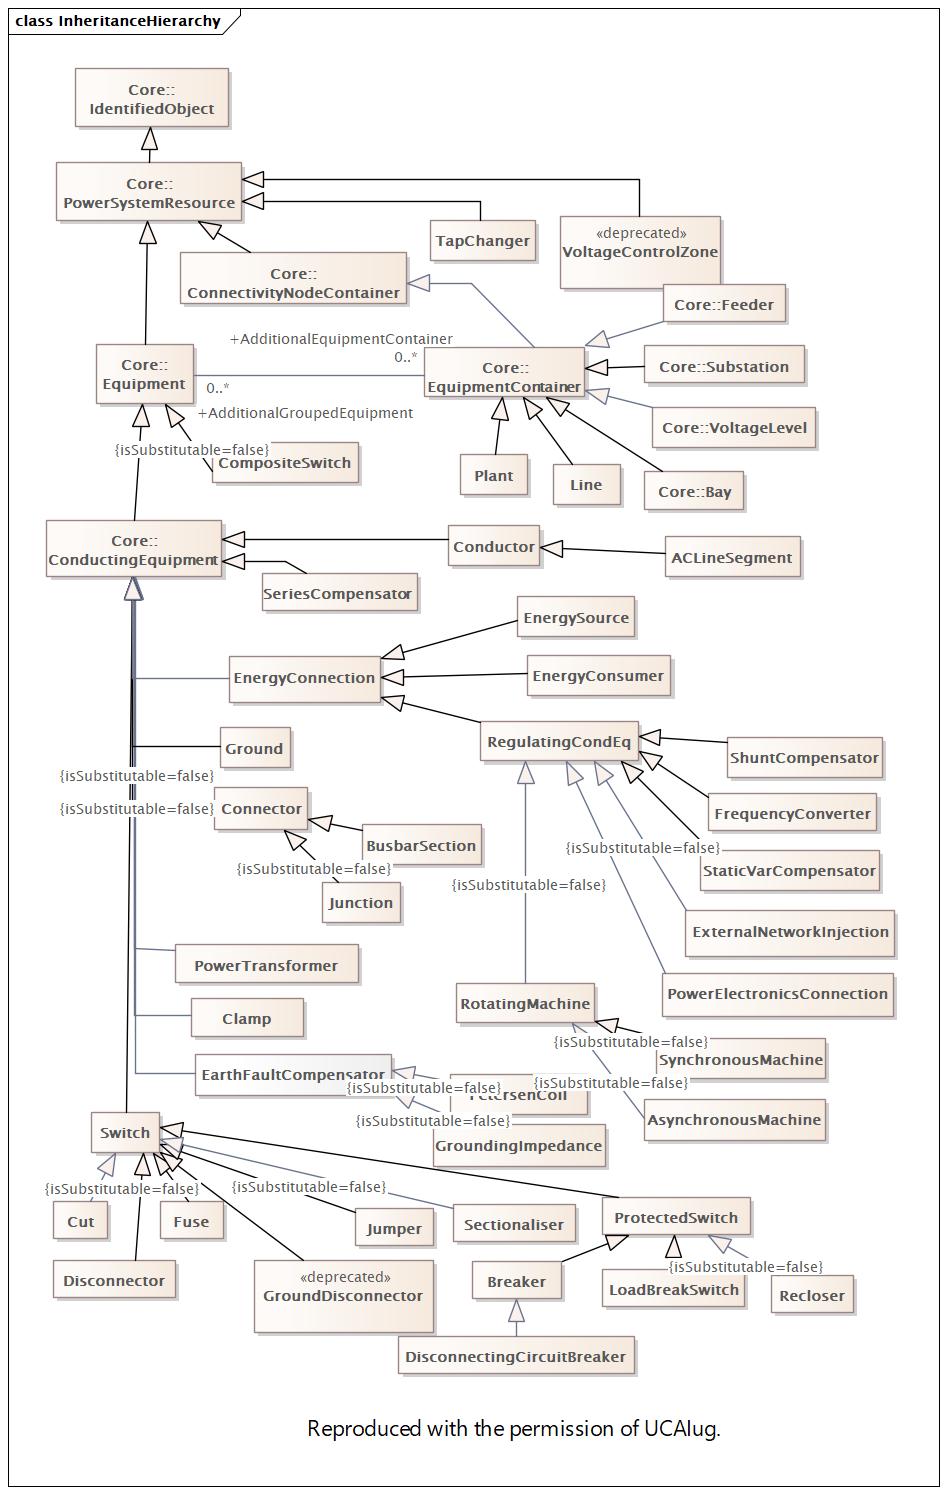 class InheritanceHierarchy
Core::
IdentifiedObject
Core::
PowerSystemResource
TapChanger
«deprecated»
VoltageControlZone
Core::
ConnectivityNodeContainer
Core::Feeder
+AdditionalEquipmentContainer
0..*
Core::
Equipment
0..*
+AdditionalGroupedEquipment
Core::
EquipmentContainer
Core::Substation
Core::VoltageLevel
{isSubstitutable=false}
CompositeSwitch
Plant
Line
Core::Bay
Core::
ConductingEquipment
Conductor
ACLineSegment
SeriesCompensator
EnergySource
EnergyConnection
EnergyConsumer
RegulatingCondEq
Ground
ShuntCompensator
{isSubstitutable=false}
{isSubstitutable=false}
Connector
FrequencyConverter
BusbarSection
{isSubstitutable=false}
{isSubstitutable=false}
StaticVarCompensator
{isSubstitutable=false}
Junction
ExternalNetworkInjection
PowerTransformer
PowerElectronicsConnection
RotatingMachine
Clamp
{isSubstitutable=false}
SynchronousMachine
EarthFaultCompensator
{isSubstitutable=false}
{isSubstitutable=false}
PetersenCoil
{isSubstitutable=false}
AsynchronousMachine
Switch
GroundingImpedance
{isSubstitutable=false}
{isSubstitutable=false}
Cut
Fuse
Jumper
Sectionaliser
ProtectedSwitch
{isSubstitutable=false}
Disconnector
«deprecated»
GroundDisconnector
Breaker
LoadBreakSwitch
Recloser
DisconnectingCircuitBreaker
Reproduced with the permission of UCAIug.